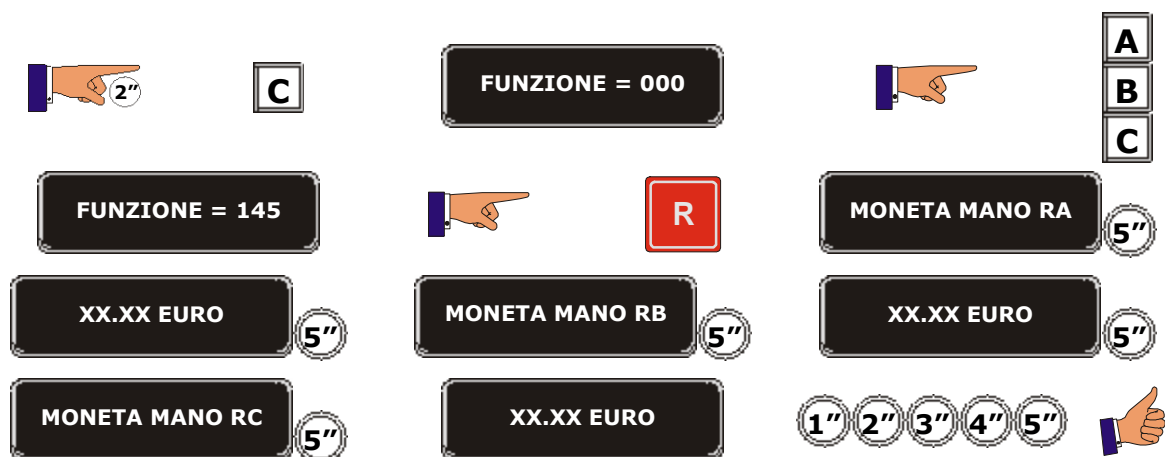 2”
C
FUNZIONE = 000
A
B
C
FUNZIONE = 145
R
MONETA MANO RA
5”
XX.XX EURO
5”
MONETA MANO RB
5”
XX.XX EURO
5”
MONETA MANO RC
5”
XX.XX EURO
1” 2” 3” 4” 5”